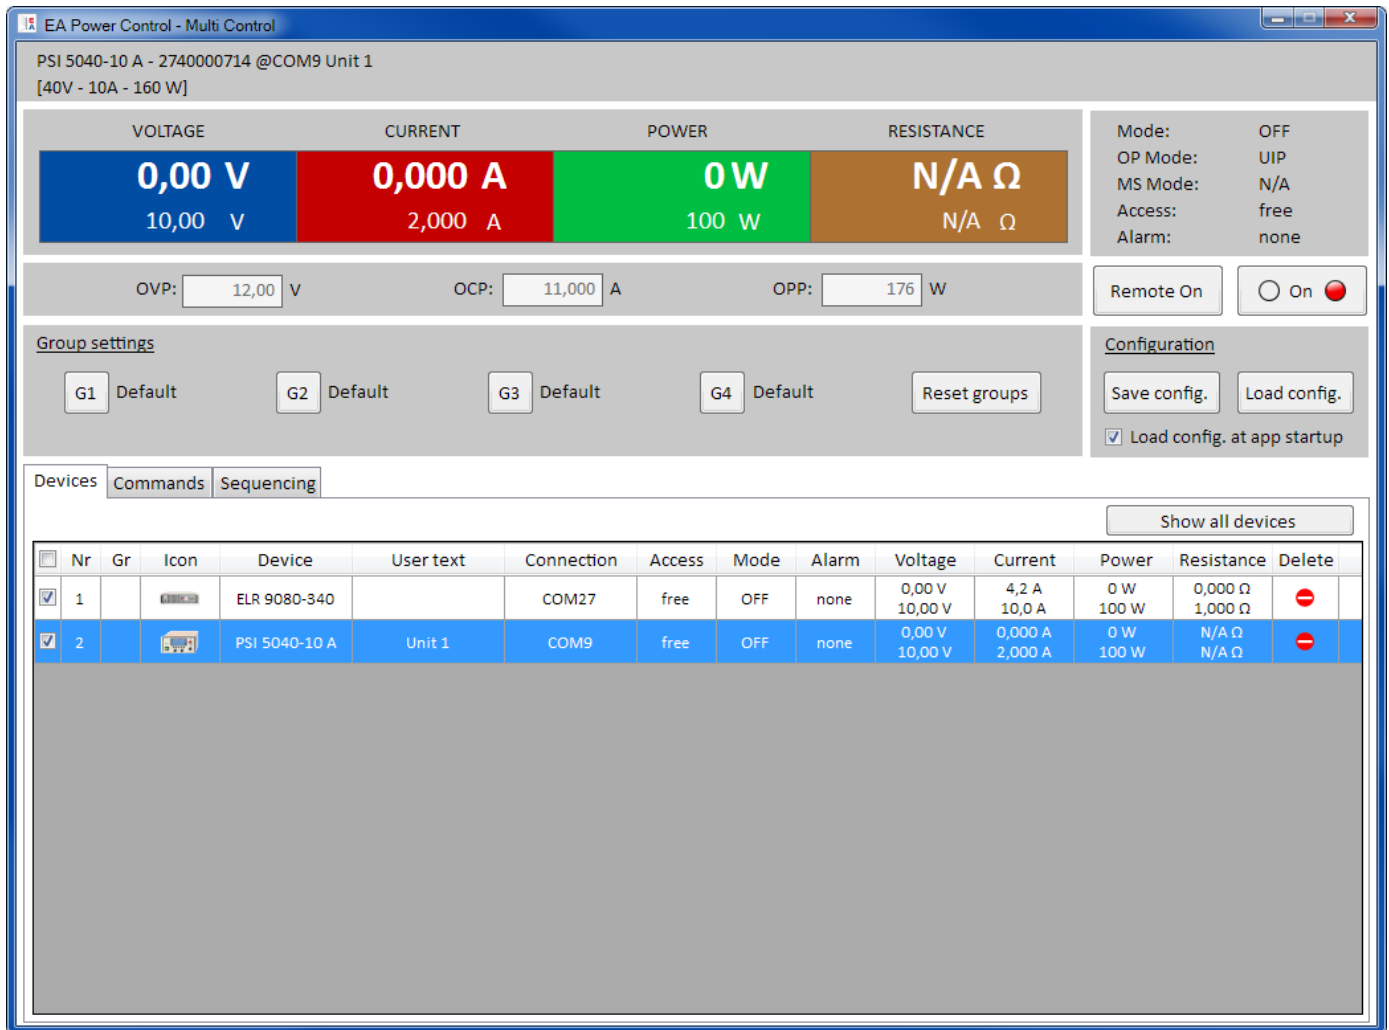 EA Power Control - Multi Control
PSI 5040-10 A - 2740000714 @COM9 Unit 1
[40V - 10A - 160 W]
VOLTAGE CURRENT POWER RESISTANCE
0,00 V 0,000 A 0 W N/A Ω
10,00 V 2,000 A 100 W N/A Ω
Mode: OFF
OP Mode: UIP
MS Mode: N/A
Access: free
Alarm: none
OVP: 12,00 V OCP: 11,000 A OPP: 176 W
Remote On On
Group settings
G1 Default G2 Default G3 Default G4 Default Reset groups
Configuration
Save config. Load config.
Load config. at app startup
Devices Commands Sequencing
Show all devices
Nr Gr Icon Device User text Connection Access Mode Alarm Voltage Current Power Resistance Delete
1 ELR 9080-340 COM27 free OFF none 0,00 V 4,2 A 0 W 0,000 Ω
10,00 V 10,0 A 100 W 1,000 Ω
2 PSI 5040-10 A Unit 1 COM9 free OFF none 0,00 V 0,000 A 0 W N/A Ω
10,00 V 2,000 A 100 W N/A Ω